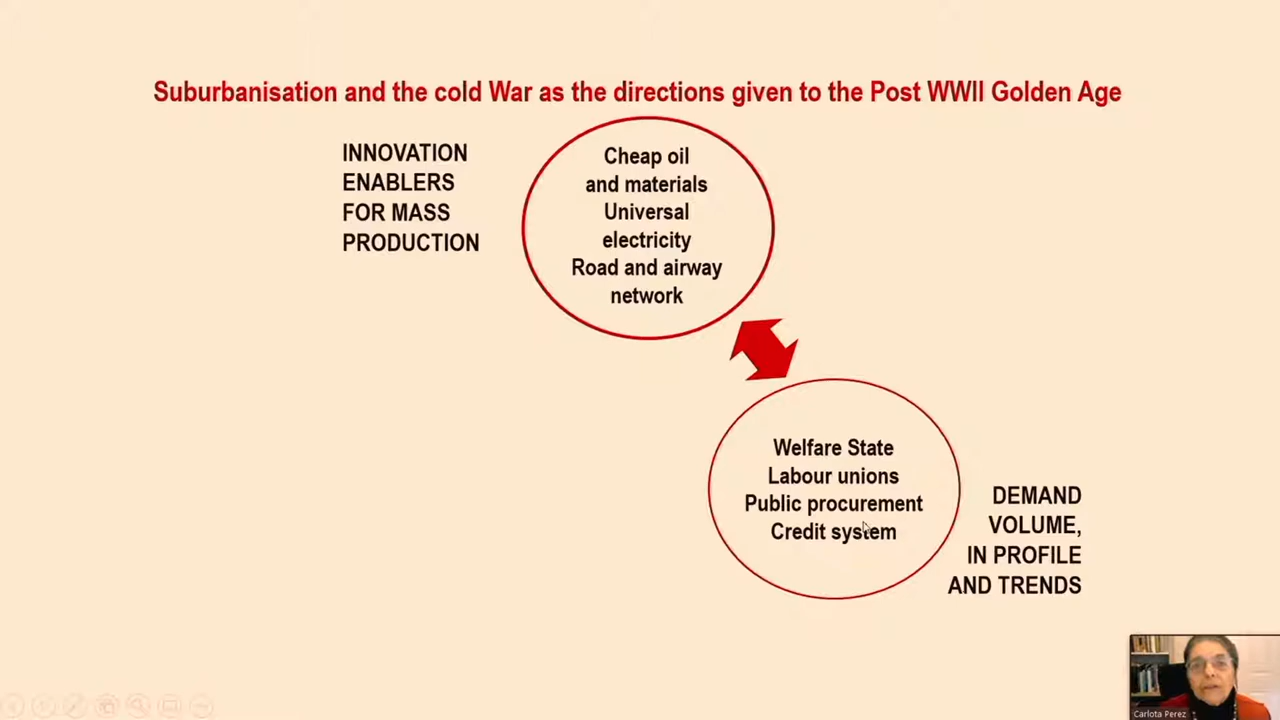 Suburbanisation and the cold War as the directions given to the Post WWII Golden Age
INNOVATION
ENABLERS
FOR MASS
PRODUCTION
Cheap oil
and materials
Universal
electricity
Road and airway
network
Welfare State
Labour unions
Public procurement
Credit system
DEMAND
VOLUME,
IN PROFILE
AND TRENDS
Carlota Perez